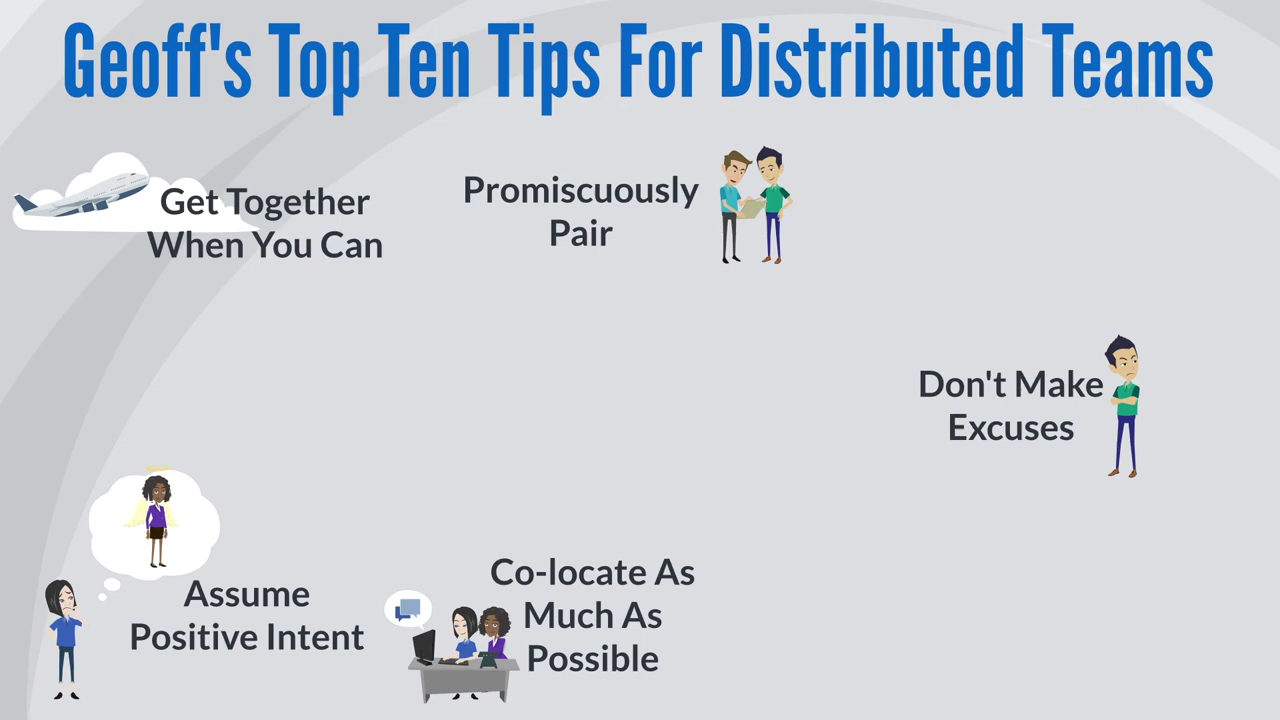 Geoff's Top Ten Tips For Distributed Teams
Get Together
When You Can
Promiscuously
Pair
Don't Make
Excuses
Assume
Positive Intent
Co-locate As
Much As
Possible